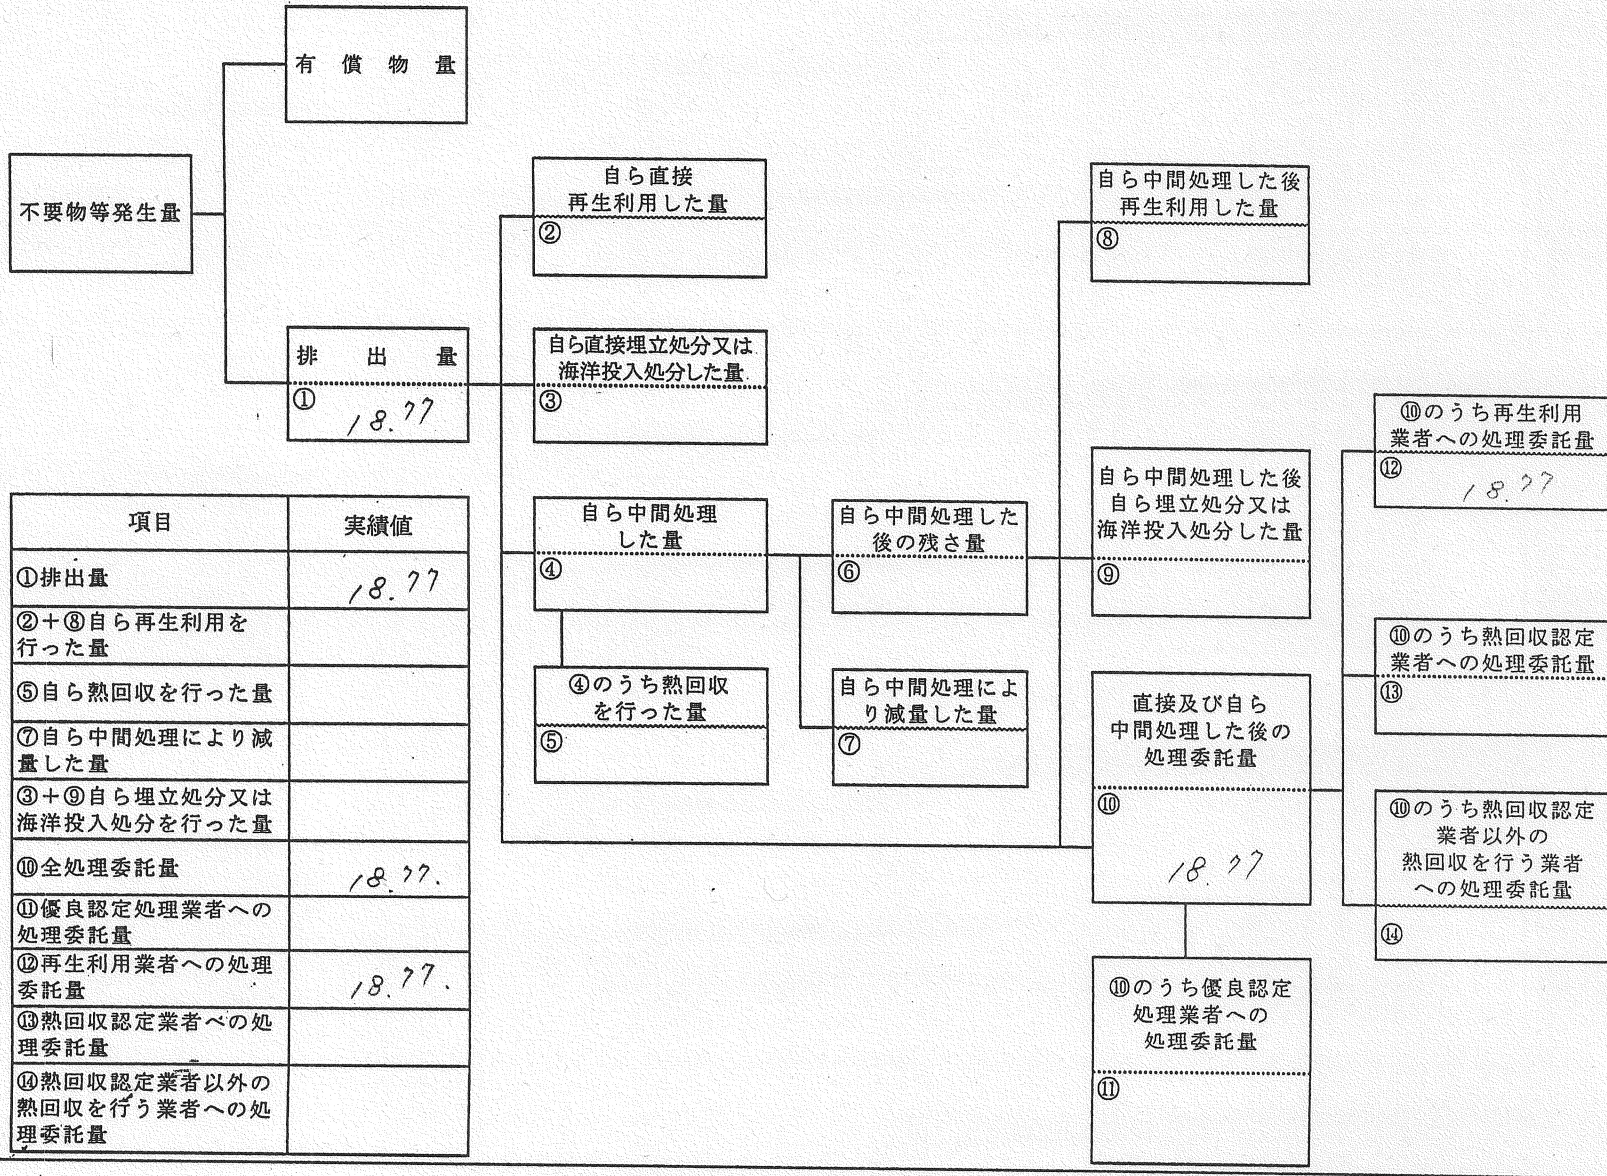 有償物量
不要物等発生量
排出量
① 18.77
自ら直接
再生利用した量
②
自ら直接埋立処分又は
海洋投入処分した量
③
自ら中間処理
した量
④
④のうち熱回収
を行った量
⑤
自ら中間処理した
後の残さ量
⑥
自ら中間処理によ
り減量した量
⑦
自ら中間処理した後
再生利用した量
⑧
自ら中間処理した後
自ら埋立処分又は
海洋投入処分した量
⑨
直接及び自ら
中間処理した後の
処理委託量
⑩
18.77
⑩のうち優良認定
処理業者への
処理委託量
⑪
⑩のうち再生利用
業者への処理委託量
⑫ 18.77
⑩のうち熱回収認定
業者への処理委託量
⑬
⑩のうち熱回収認定
業者以外の
熱回収を行う業者
への処理委託量
⑭
項目 実績値
①排出量 18.77
②+⑧自ら再生利用を
行った量
⑤自ら熱回収を行った量
⑦自ら中間処理により減
量した量
③+⑨自ら埋立処分又は
海洋投入処分を行った量
⑩全処理委託量 18.77.
⑪優良認定処理業者への
処理委託量
⑫再生利用業者への処理
委託量 18.77.
⑬熱回収認定業者への処
理委託量
⑭熱回収認定業者以外の
熱回収を行う業者への処
理委託量